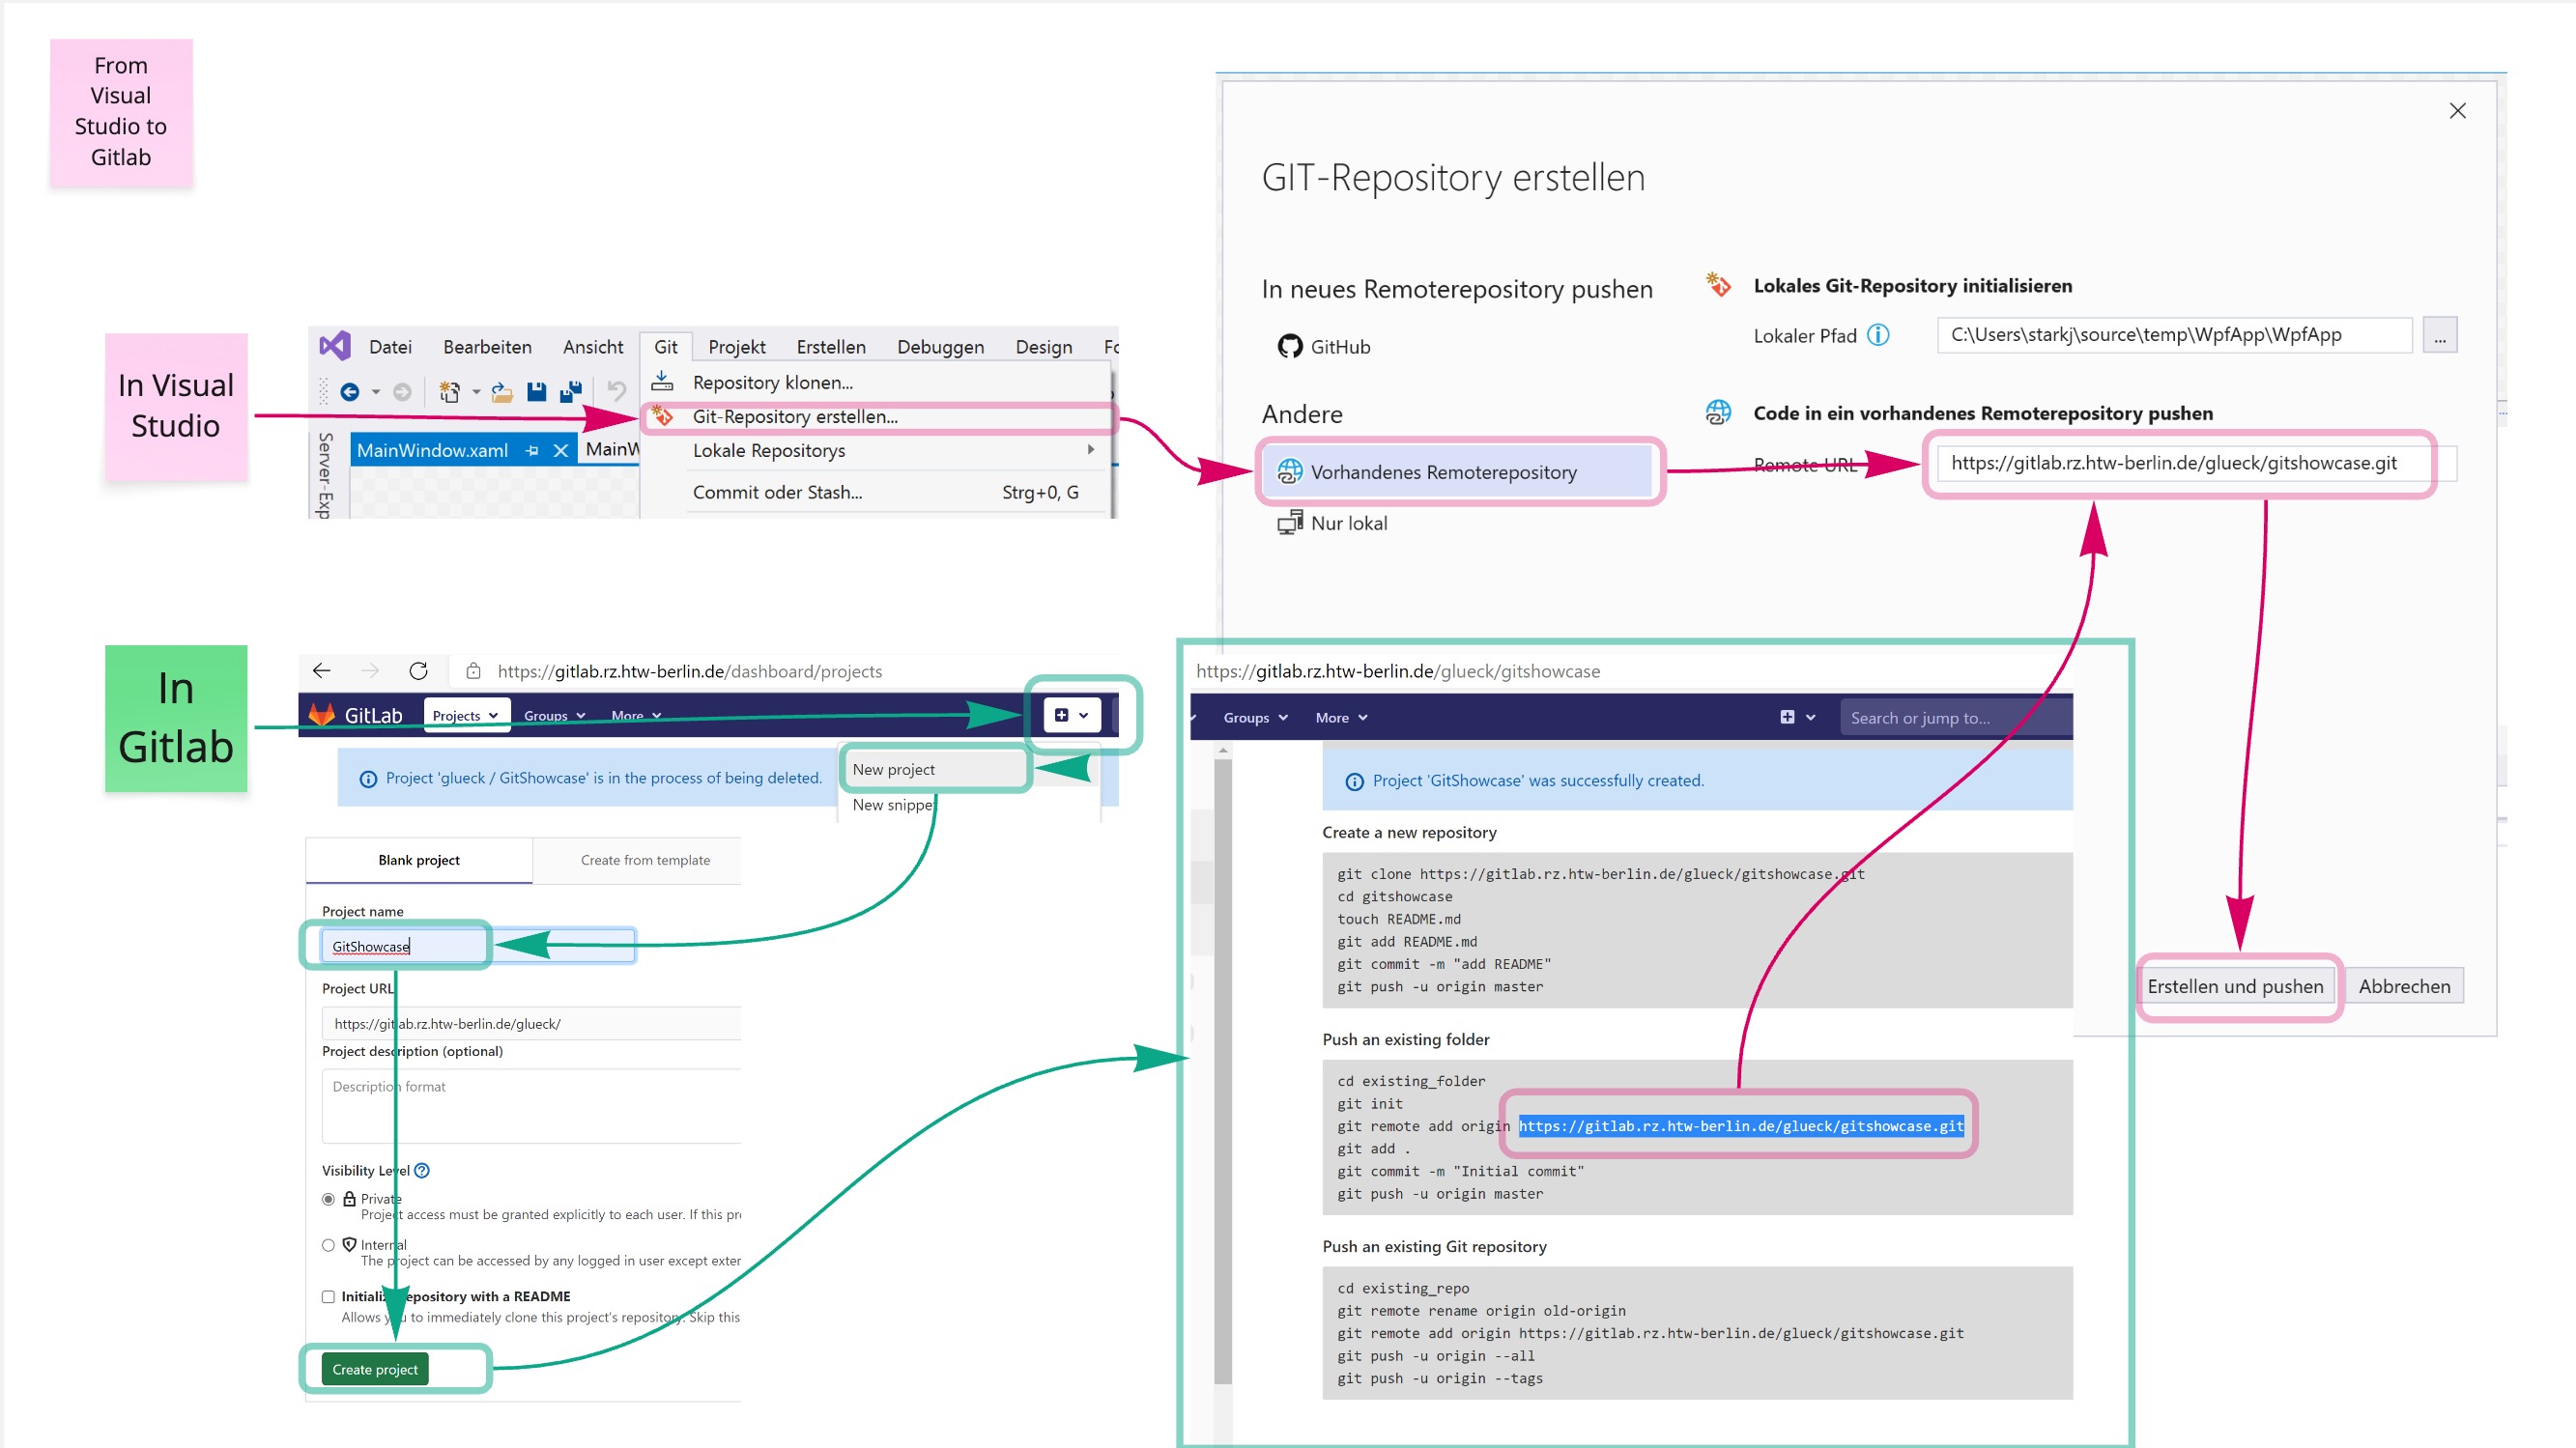 From
Visual
Studio to
Gitlab
In Visual
Studio
Datei Bearbeiten Ansicht Git Projekt Erstellen Debuggen Design
Repository klonen...
Git-Repository erstellen...
Server-Exp
MainWindow.xaml MainW
Lokale Repositorys
Commit oder Stash... Strg+0, G
GIT-Repository erstellen
In neues Remoterepository pushen
GitHub
Andere
Vorhandenes Remoterepository
Nur lokal
Lokales Git-Repository initialisieren
Lokaler Pfad C:\Users\starkj\source\temp\WpfApp\WpfApp ...
Code in ein vorhandenes Remoterepository pushen
Remote URL https://gitlab.rz.htw-berlin.de/glueck/gitshowcase.git
Erstellen und pushen Abbrechen
In
Gitlab
https://gitlab.rz.htw-berlin.de/dashboard/projects
GitLab Projects Groups More
Project 'glueck / GitShowcase' is in the process of being deleted.
New project
New snippe
Blank project Create from template
Project name
GitShowcase
Project URL
https://gitlab.rz.htw-berlin.de/glueck/
Project description (optional)
Description format
Visibility Level
Private
Project access must be granted explicitly to each user. If this pr
Internal
The project can be accessed by any logged in user except exter
Initialize repository with a README
Allows you to immediately clone this project's repository. Skip this
Create project
https://gitlab.rz.htw-berlin.de/glueck/gitshowcase
Groups More Search or jump to...
Project 'GitShowcase' was successfully created.
Create a new repository
git clone https://gitlab.rz.htw-berlin.de/glueck/gitshowcase.git
cd gitshowcase
touch README.md
git add README.md
git commit -m "add README"
git push -u origin master
Push an existing folder
cd existing_folder
git init
git remote add origin https://gitlab.rz.htw-berlin.de/glueck/gitshowcase.git
git add .
git commit -m "Initial commit"
git push -u origin master
Push an existing Git repository
cd existing_repo
git remote rename origin old-origin
git remote add origin https://gitlab.rz.htw-berlin.de/glueck/gitshowcase.git
git push -u origin --all
git push -u origin --tags